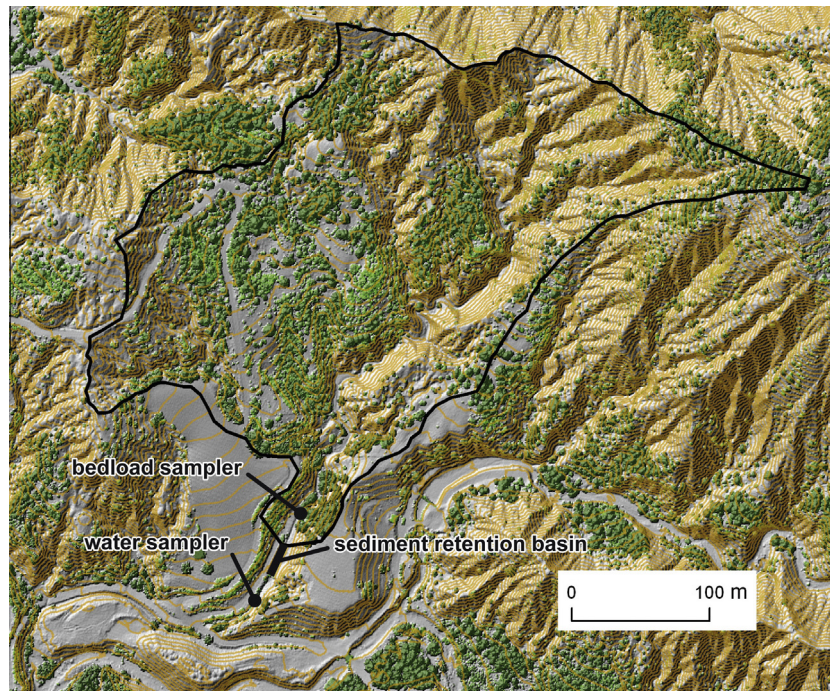 bedload sampler
water sampler
sediment retention basin
0 100 m